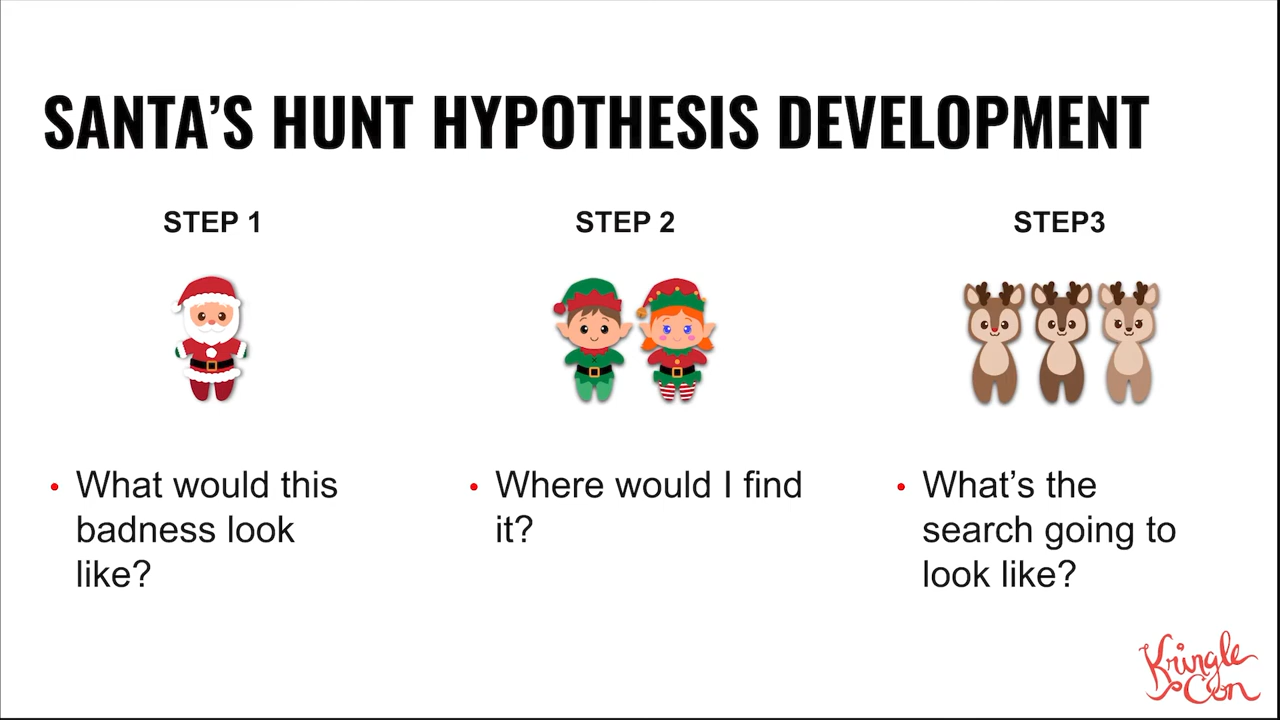 SANTA’S HUNT HYPOTHESIS DEVELOPMENT
STEP 1
STEP 2
STEP3
• What would this
badness look
like?
• Where would I find
it?
• What’s the
search going to
look like?
Kringle
Con